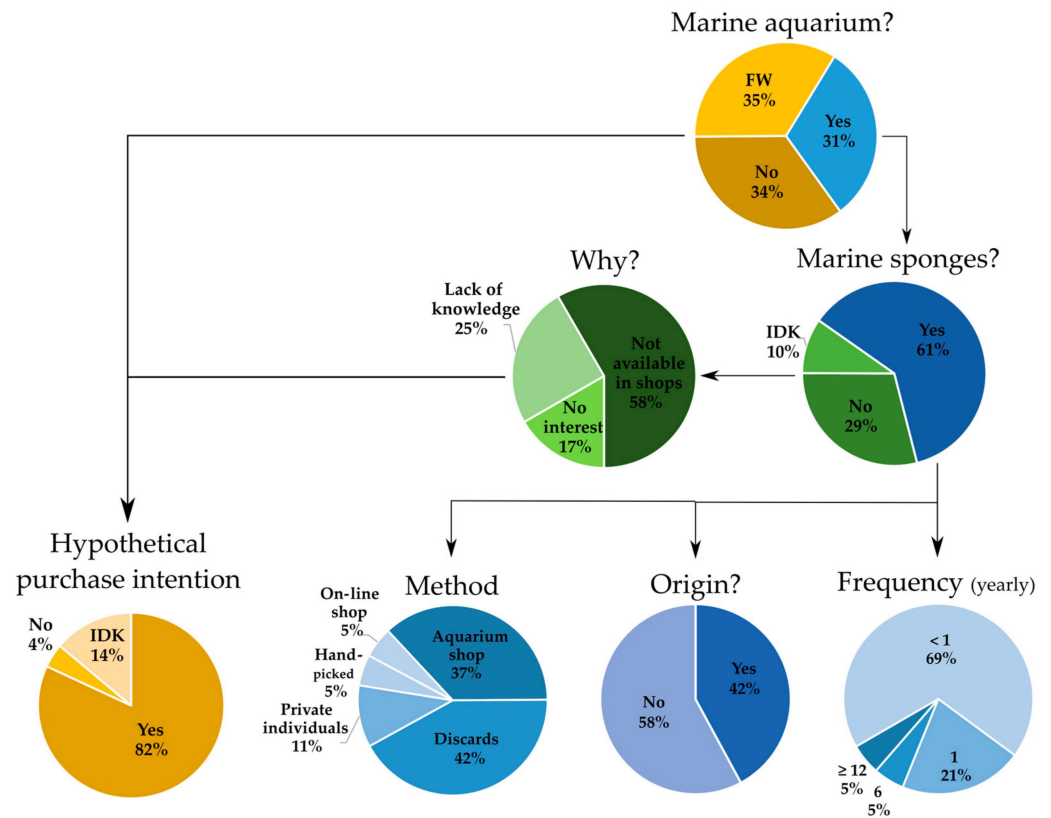 Marine aquarium?
FW
35%
Yes
31%
No
34%
Why?
Marine sponges?
Lack of
knowledge
25%
Not
available
in shops
58%
No
interest
17%
IDK
10%
Yes
61%
No
29%
Hypothetical
purchase intention
No
4%
IDK
14%
Yes
82%
Method
On-line
shop
5%
Hand-
picked
5%
Private
individuals
11%
Aquarium
shop
37%
Discards
42%
Origin?
No
58%
Yes
42%
Frequency (yearly)
< 1
69%
≥ 12
5%
6
5%
1
21%